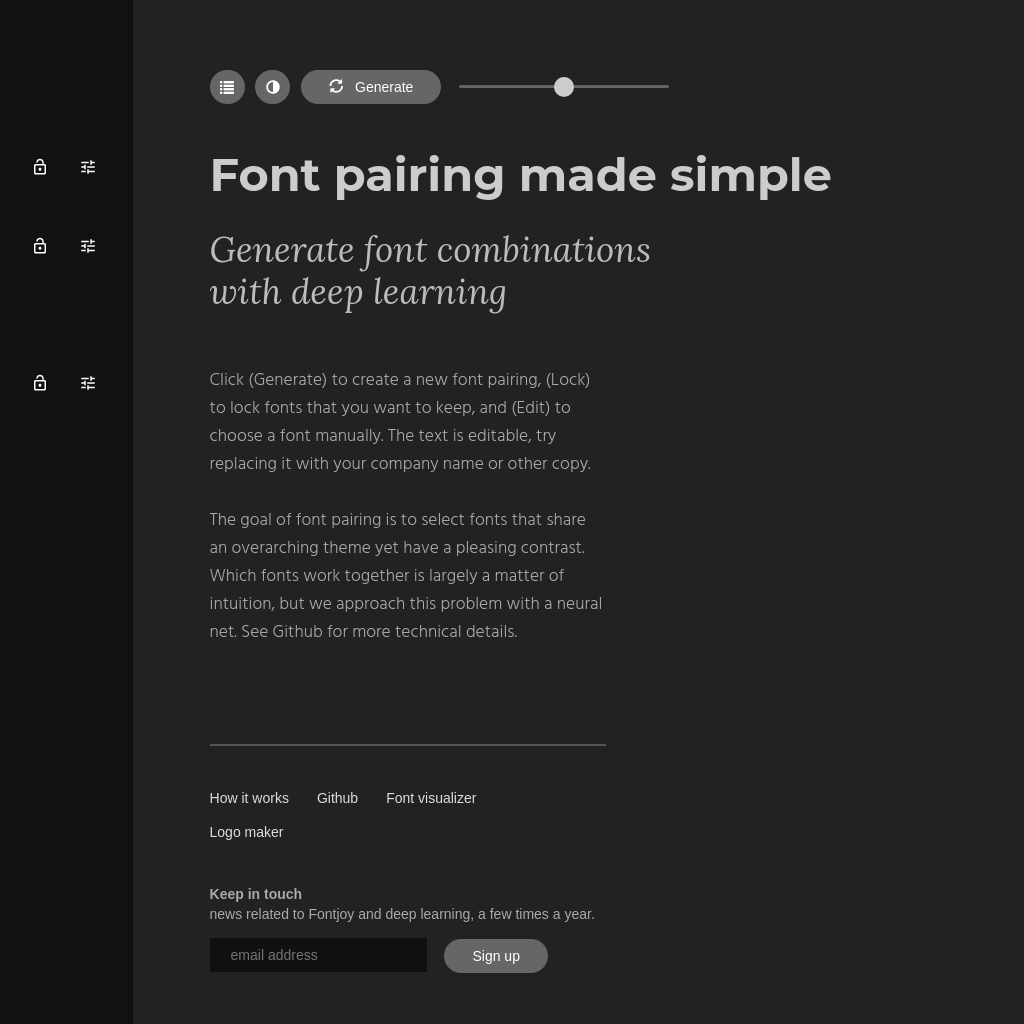 Generate
Font pairing made simple
Generate font combinations
with deep learning
Click (Generate) to create a new font pairing, (Lock)
to lock fonts that you want to keep, and (Edit) to
choose a font manually. The text is editable, try
replacing it with your company name or other copy.
The goal of font pairing is to select fonts that share
an overarching theme yet have a pleasing contrast.
Which fonts work together is largely a matter of
intuition, but we approach this problem with a neural
net. See Github for more technical details.
How it works Github Font visualizer
Logo maker
Keep in touch
news related to Fontjoy and deep learning, a few times a year.
email address Sign up